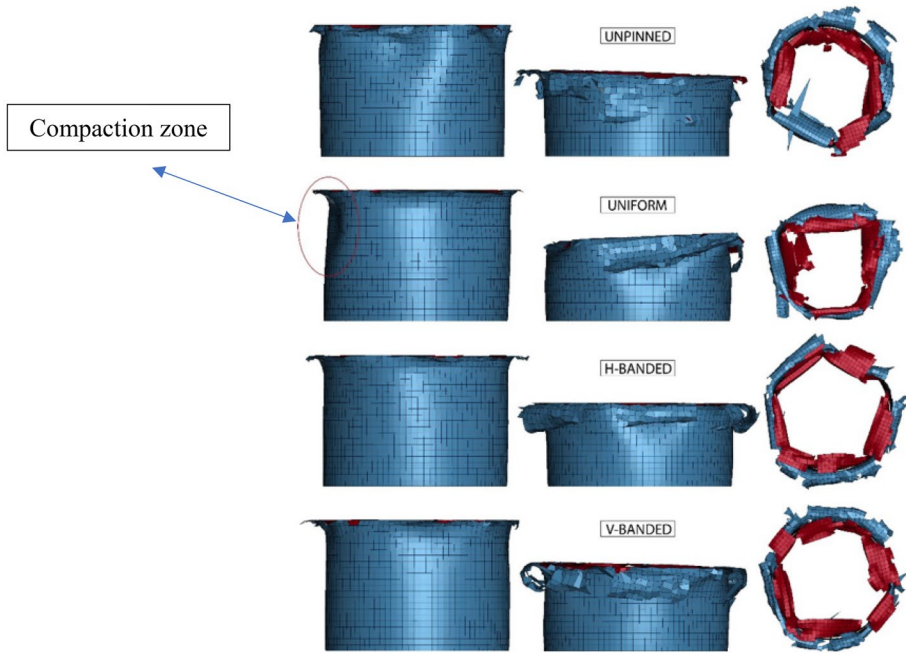 UNPINNED
Compaction zone
UNIFORM
H-BANDED
V-BANDED